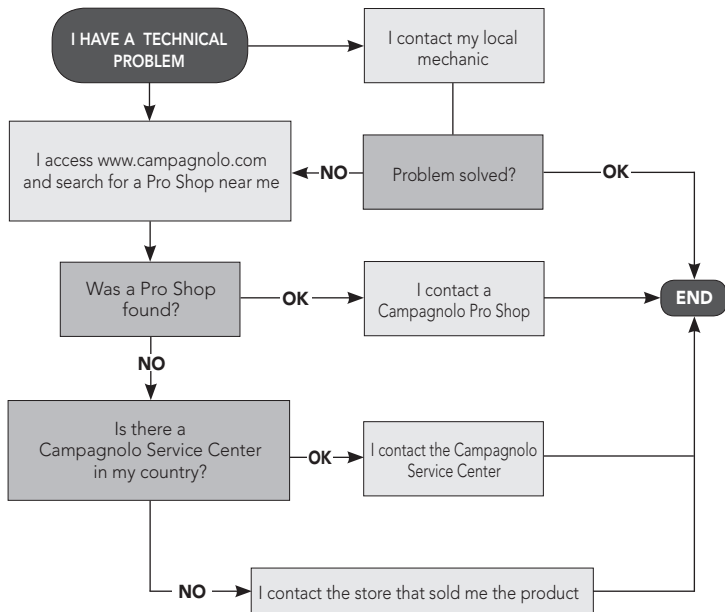 I HAVE A TECHNICAL
PROBLEM
I contact my local
mechanic
I access www.campagnolo.com
and search for a Pro Shop near me
NO
Problem solved?
OK
Was a Pro Shop
found?
OK
I contact a
Campagnolo Pro Shop
END
NO
Is there a
Campagnolo Service Center
in my country?
OK
I contact the Campagnolo
Service Center
NO
I contact the store that sold me the product